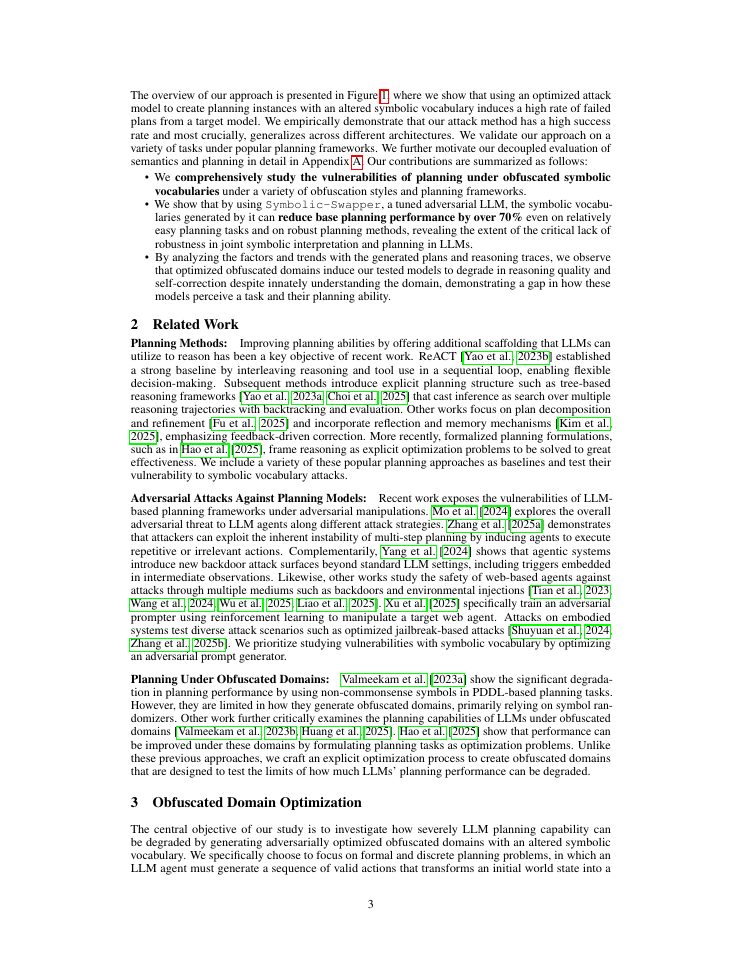 The overview of our approach is presented in Figure 1, where we show that using an optimized attack
model to create planning instances with an altered symbolic vocabulary induces a high rate of failed
plans from a target model. We empirically demonstrate that our attack method has a high success
rate and most crucially, generalizes across different architectures. We validate our approach on a
variety of tasks under popular planning frameworks. We further motivate our decoupled evaluation of
semantics and planning in detail in Appendix A. Our contributions are summarized as follows:
• We comprehensively study the vulnerabilities of planning under obfuscated symbolic
vocabularies under a variety of obfuscation styles and planning frameworks.
• We show that by using Symbolic-Swapper, a tuned adversarial LLM, the symbolic vocabu-
laries generated by it can reduce base planning performance by over 70% even on relatively
easy planning tasks and on robust planning methods, revealing the extent of the critical lack of
robustness in joint symbolic interpretation and planning in LLMs.
• By analyzing the factors and trends with the generated plans and reasoning traces, we observe
that optimized obfuscated domains induce our tested models to degrade in reasoning quality and
self-correction despite innately understanding the domain, demonstrating a gap in how these
models perceive a task and their planning ability.
2 Related Work
Planning Methods: Improving planning abilities by offering additional scaffolding that LLMs can
utilize to reason has been a key objective of recent work. ReACT [Yao et al., 2023b] established
a strong baseline by interleaving reasoning and tool use in a sequential loop, enabling flexible
decision-making. Subsequent methods introduce explicit planning structure such as tree-based
reasoning frameworks [Yao et al., 2023a, Choi et al., 2025] that cast inference as search over multiple
reasoning trajectories with backtracking and evaluation. Other works focus on plan decomposition
and refinement [Fu et al., 2025] and incorporate reflection and memory mechanisms [Kim et al.,
2025], emphasizing feedback-driven correction. More recently, formalized planning formulations,
such as in Hao et al. [2025], frame reasoning as explicit optimization problems to be solved to great
effectiveness. We include a variety of these popular planning approaches as baselines and test their
vulnerability to symbolic vocabulary attacks.
Adversarial Attacks Against Planning Models: Recent work exposes the vulnerabilities of LLM-
based planning frameworks under adversarial manipulations. Mo et al. [2024] explores the overall
adversarial threat to LLM agents along different attack strategies. Zhang et al. [2025a] demonstrates
that attackers can exploit the inherent instability of multi-step planning by inducing agents to execute
repetitive or irrelevant actions. Complementarily, Yang et al. [2024] shows that agentic systems
introduce new backdoor attack surfaces beyond standard LLM settings, including triggers embedded
in intermediate observations. Likewise, other works study the safety of web-based agents against
attacks through multiple mediums such as backdoors and environmental injections [Tian et al., 2023,
Wang et al., 2024, Wu et al., 2025, Liao et al., 2025]. Xu et al. [2025] specifically train an adversarial
prompter using reinforcement learning to manipulate a target web agent. Attacks on embodied
systems test diverse attack scenarios such as optimized jailbreak-based attacks [Shuyuan et al., 2024,
Zhang et al., 2025b]. We prioritize studying vulnerabilities with symbolic vocabulary by optimizing
an adversarial prompt generator.
Planning Under Obfuscated Domains: Valmeekam et al. [2023a] show the significant degrada-
tion in planning performance by using non-commonsense symbols in PDDL-based planning tasks.
However, they are limited in how they generate obfuscated domains, primarily relying on symbol ran-
domizers. Other work further critically examines the planning capabilities of LLMs under obfuscated
domains [Valmeekam et al., 2023b, Huang et al., 2025]. Hao et al. [2025] show that performance can
be improved under these domains by formulating planning tasks as optimization problems. Unlike
these previous approaches, we craft an explicit optimization process to create obfuscated domains
that are designed to test the limits of how much LLMs' planning performance can be degraded.
3 Obfuscated Domain Optimization
The central objective of our study is to investigate how severely LLM planning capability can
be degraded by generating adversarially optimized obfuscated domains with an altered symbolic
vocabulary. We specifically choose to focus on formal and discrete planning problems, in which an
LLM agent must generate a sequence of valid actions that transforms an initial world state into a
3